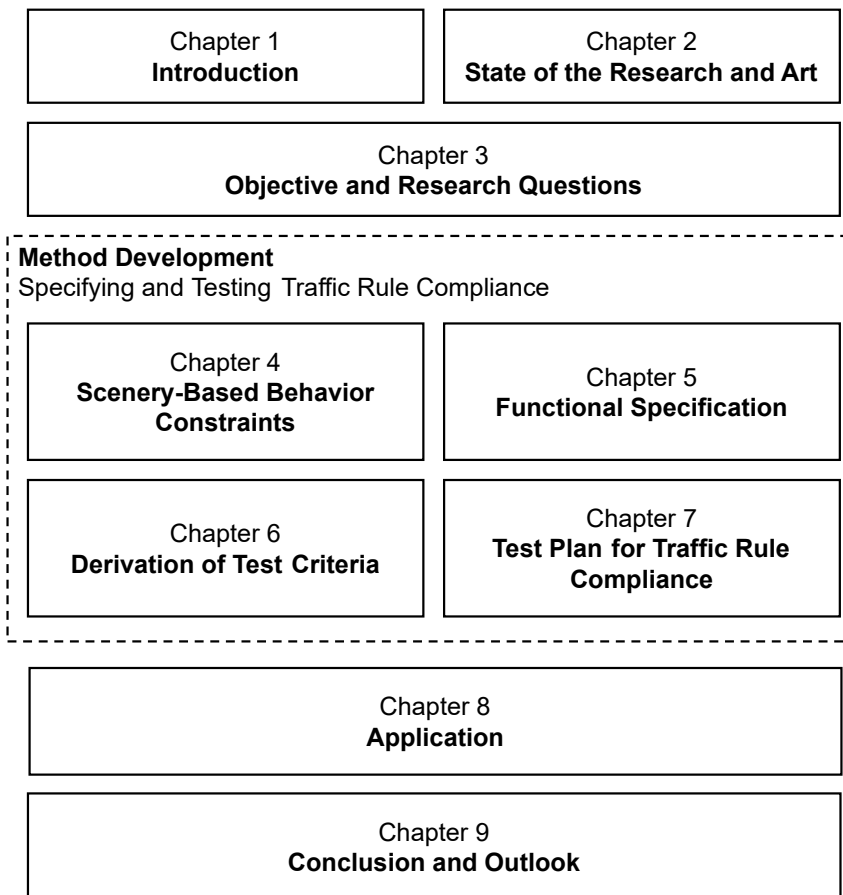 Chapter 1
Introduction
Chapter 2
State of the Research and Art
Chapter 3
Objective and Research Questions
Method Development
Specifying and Testing Traffic Rule Compliance
Chapter 4
Scenery-Based Behavior
Constraints
Chapter 5
Functional Specification
Chapter 6
Derivation of Test Criteria
Chapter 7
Test Plan for Traffic Rule
Compliance
Chapter 8
Application
Chapter 9
Conclusion and Outlook